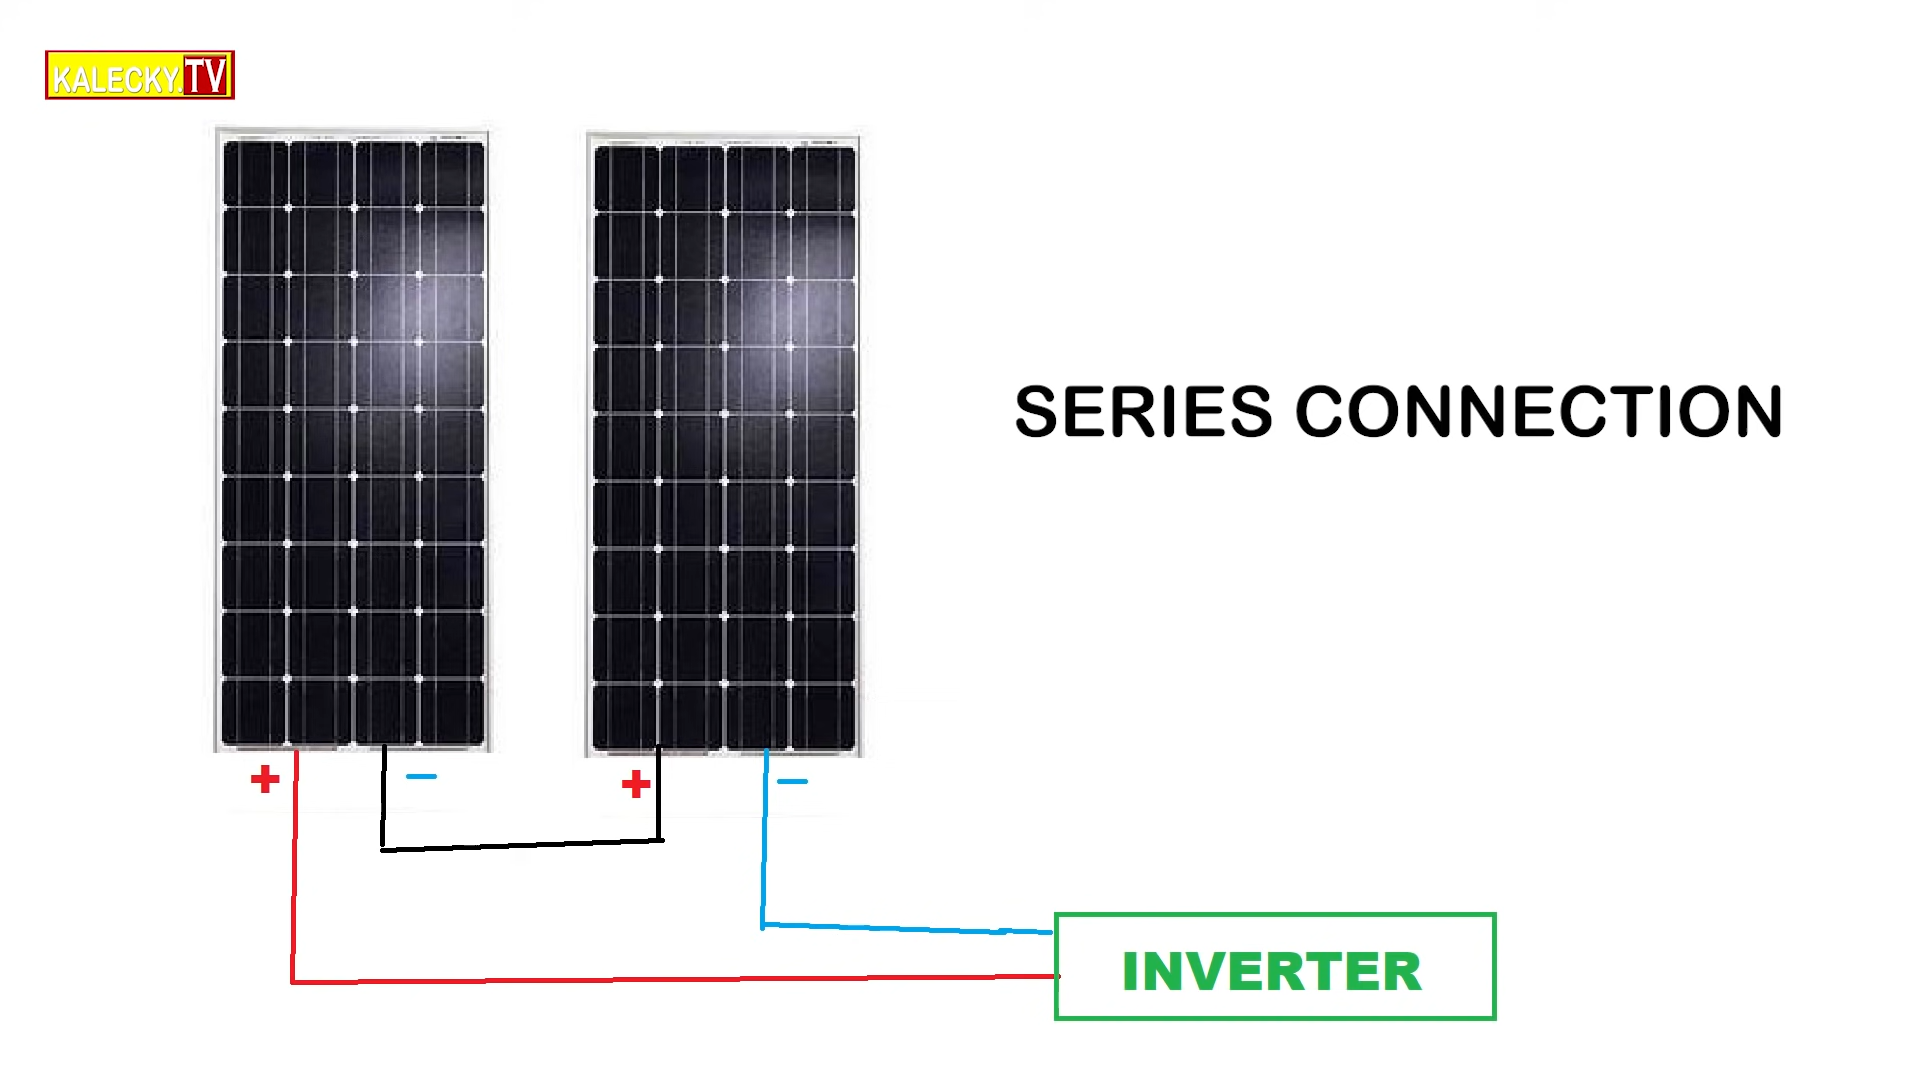 KALECKY.TV
SERIES CONNECTION
+ − + −
INVERTER